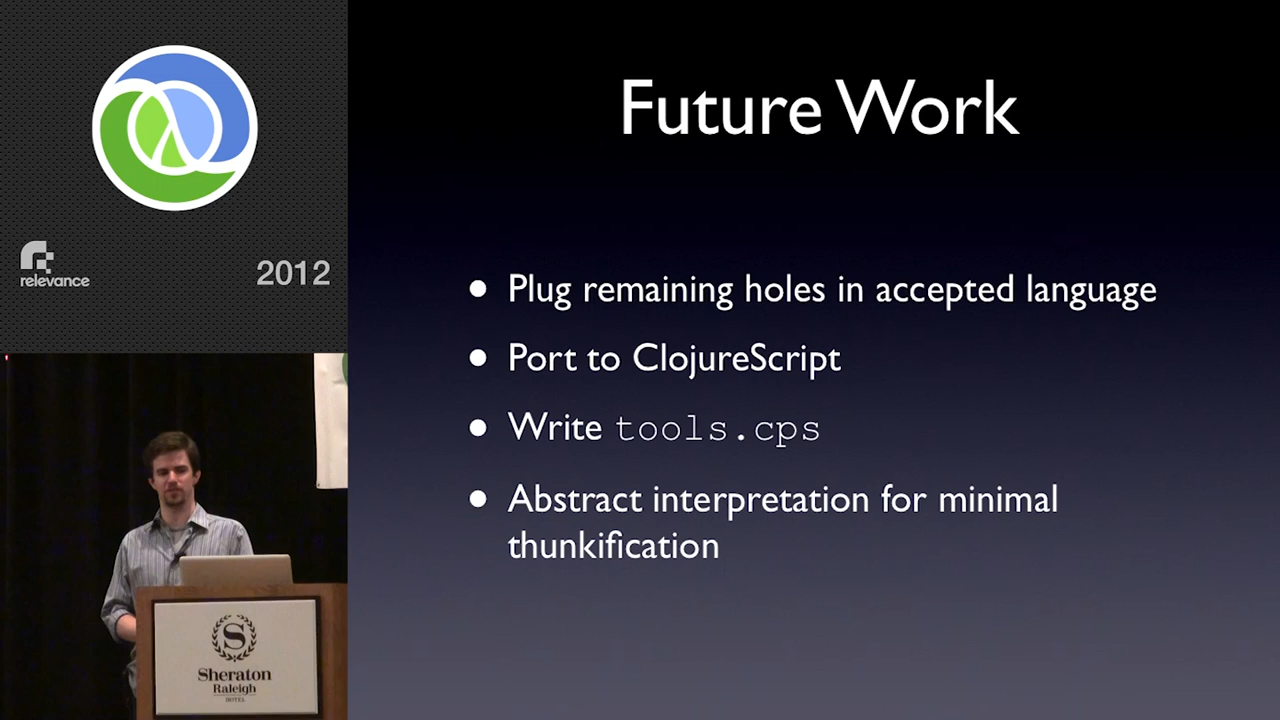 relevance
2012
S
Sheraton
Raleigh
HOTEL
Future Work
• Plug remaining holes in accepted language
• Port to ClojureScript
• Write tools.cps
• Abstract interpretation for minimal
thunkification